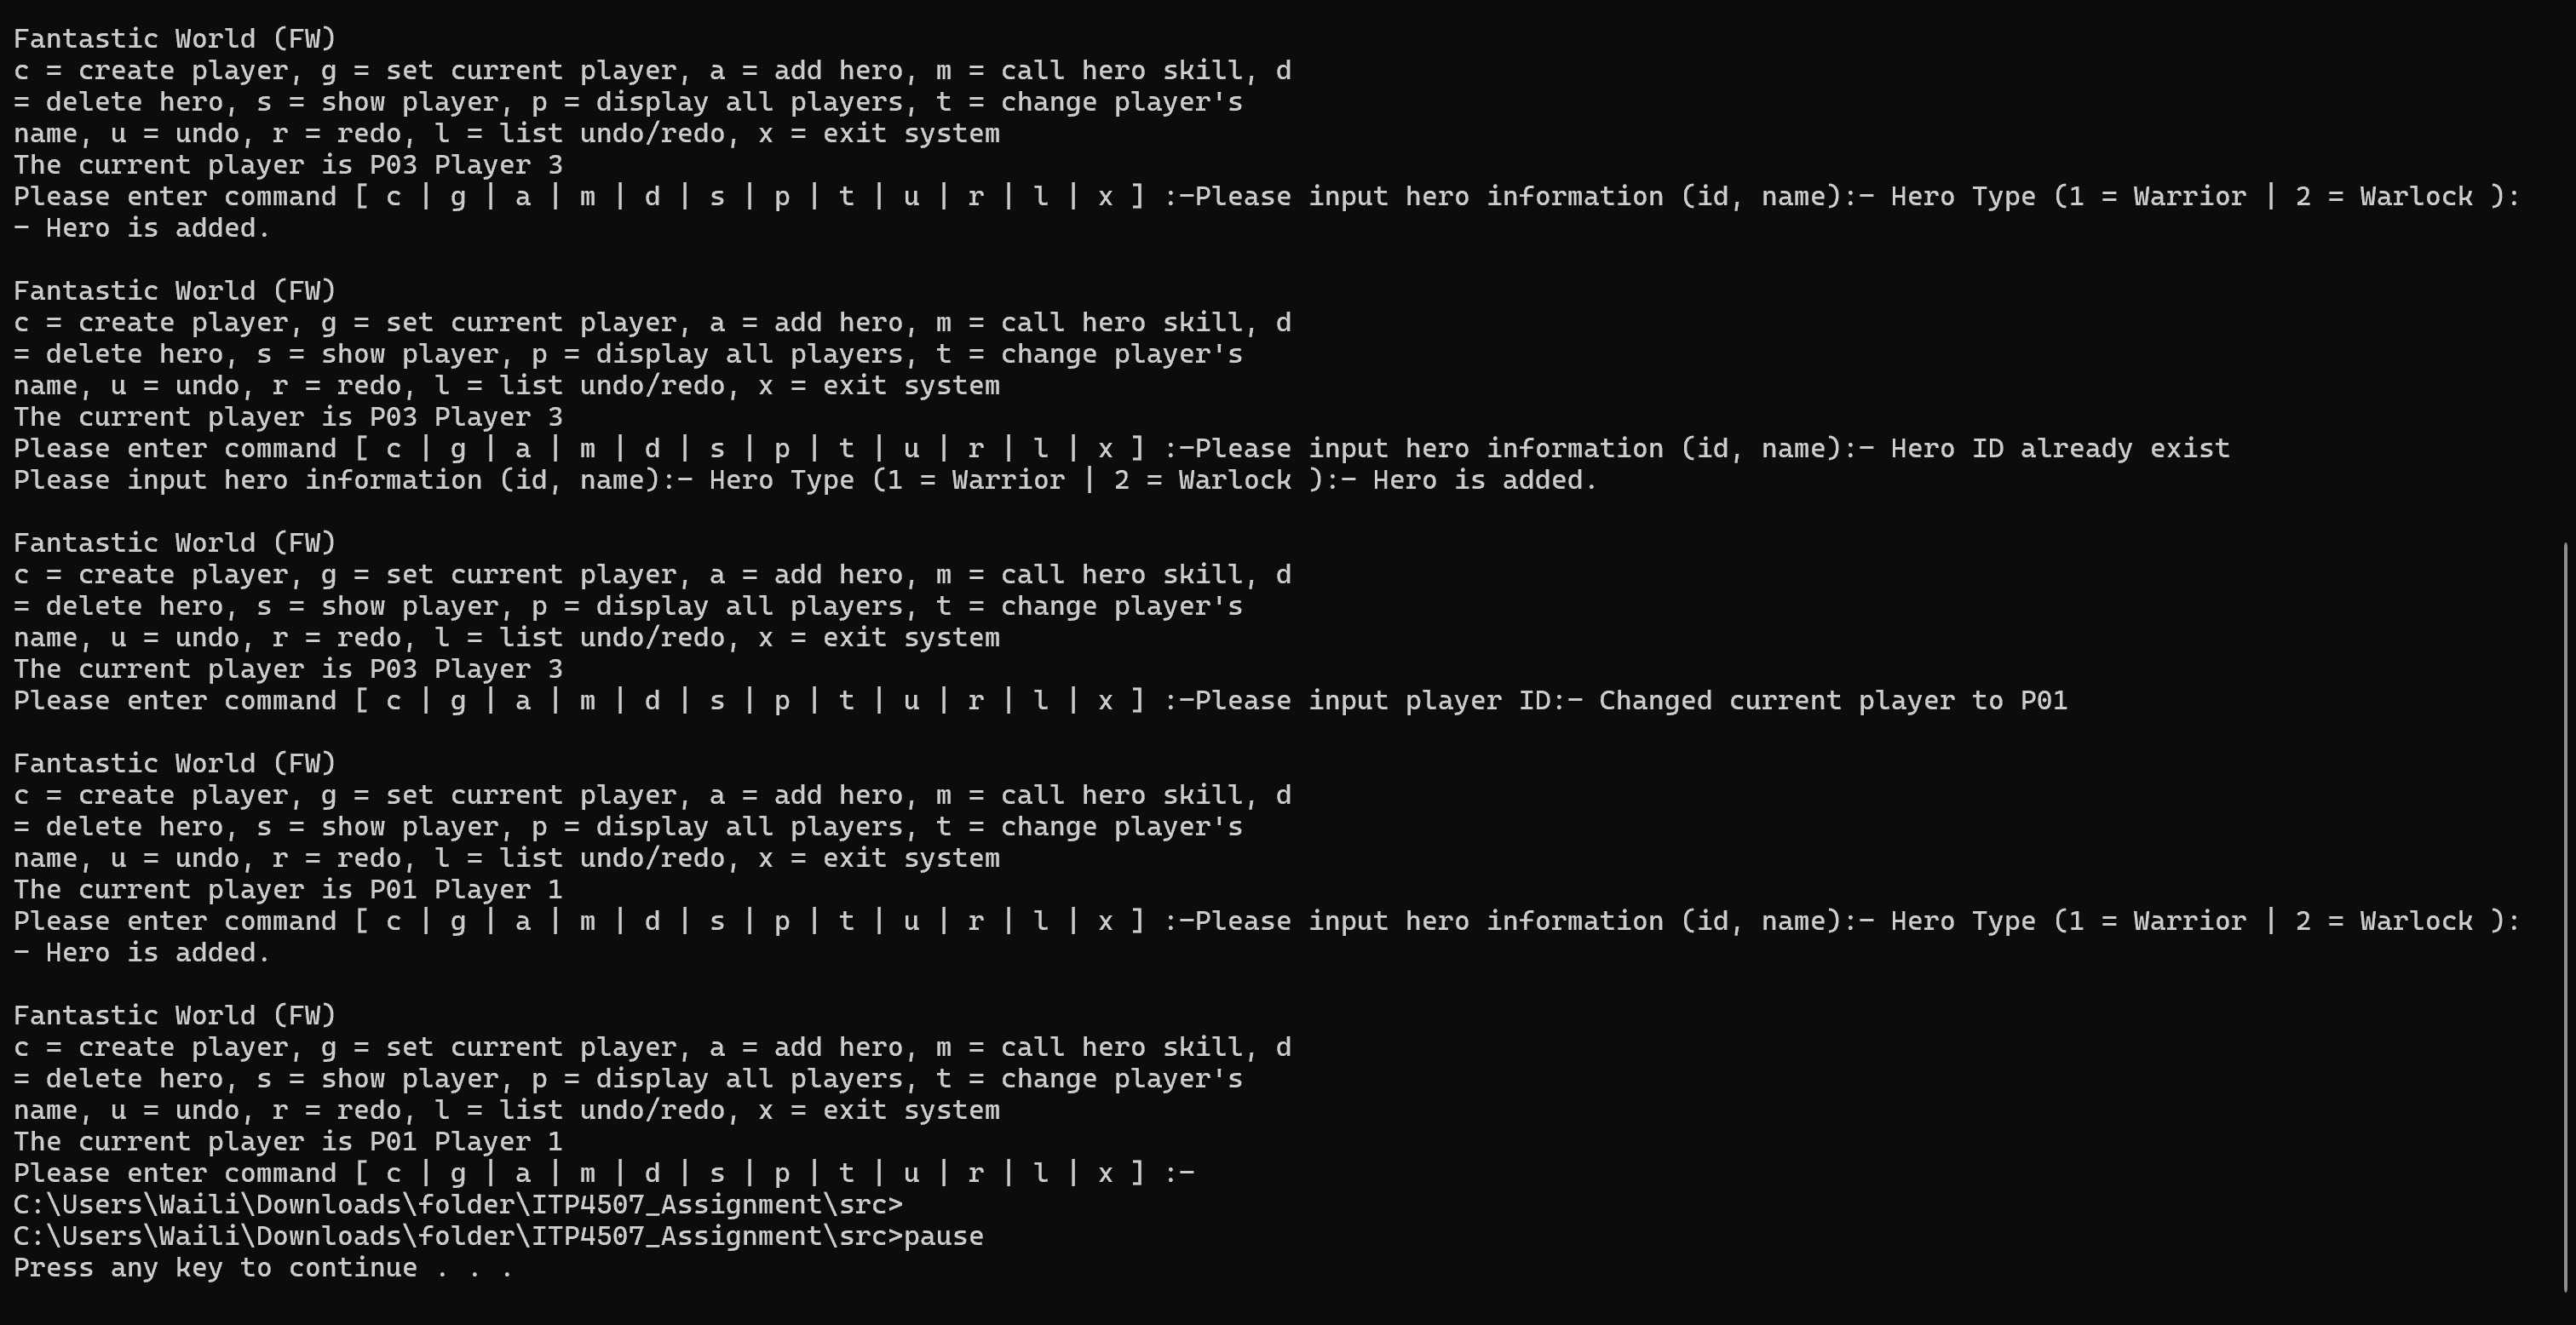 Fantastic World (FW)
c = create player, g = set current player, a = add hero, m = call hero skill, d
= delete hero, s = show player, p = display all players, t = change player's
name, u = undo, r = redo, l = list undo/redo, x = exit system
The current player is P03 Player 3
Please enter command [ c | g | a | m | d | s | p | t | u | r | l | x ] :-Please input hero information (id, name):- Hero Type (1 = Warrior | 2 = Warlock ):
- Hero is added.

Fantastic World (FW)
c = create player, g = set current player, a = add hero, m = call hero skill, d
= delete hero, s = show player, p = display all players, t = change player's
name, u = undo, r = redo, l = list undo/redo, x = exit system
The current player is P03 Player 3
Please enter command [ c | g | a | m | d | s | p | t | u | r | l | x ] :-Please input hero information (id, name):- Hero ID already exist
Please input hero information (id, name):- Hero Type (1 = Warrior | 2 = Warlock ):- Hero is added.

Fantastic World (FW)
c = create player, g = set current player, a = add hero, m = call hero skill, d
= delete hero, s = show player, p = display all players, t = change player's
name, u = undo, r = redo, l = list undo/redo, x = exit system
The current player is P03 Player 3
Please enter command [ c | g | a | m | d | s | p | t | u | r | l | x ] :-Please input player ID:- Changed current player to P01

Fantastic World (FW)
c = create player, g = set current player, a = add hero, m = call hero skill, d
= delete hero, s = show player, p = display all players, t = change player's
name, u = undo, r = redo, l = list undo/redo, x = exit system
The current player is P01 Player 1
Please enter command [ c | g | a | m | d | s | p | t | u | r | l | x ] :-Please input hero information (id, name):- Hero Type (1 = Warrior | 2 = Warlock ):
- Hero is added.

Fantastic World (FW)
c = create player, g = set current player, a = add hero, m = call hero skill, d
= delete hero, s = show player, p = display all players, t = change player's
name, u = undo, r = redo, l = list undo/redo, x = exit system
The current player is P01 Player 1
Please enter command [ c | g | a | m | d | s | p | t | u | r | l | x ] :-
C:\Users\Waili\Downloads\folder\ITP4507_Assignment\src>
C:\Users\Waili\Downloads\folder\ITP4507_Assignment\src>pause
Press any key to continue . . .